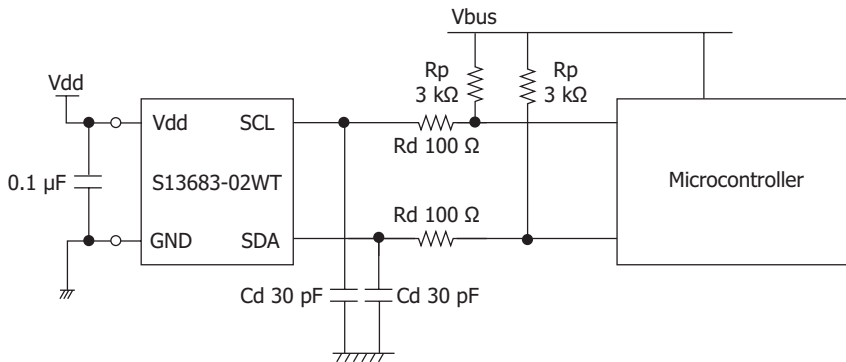 Vbus
Rp
3 kΩ
Rp
3 kΩ
Vdd
Vdd
SCL
Rd 100 Ω
0.1 µF
S13683-02WT
Microcontroller
Rd 100 Ω
GND
SDA
Cd 30 pF
Cd 30 pF